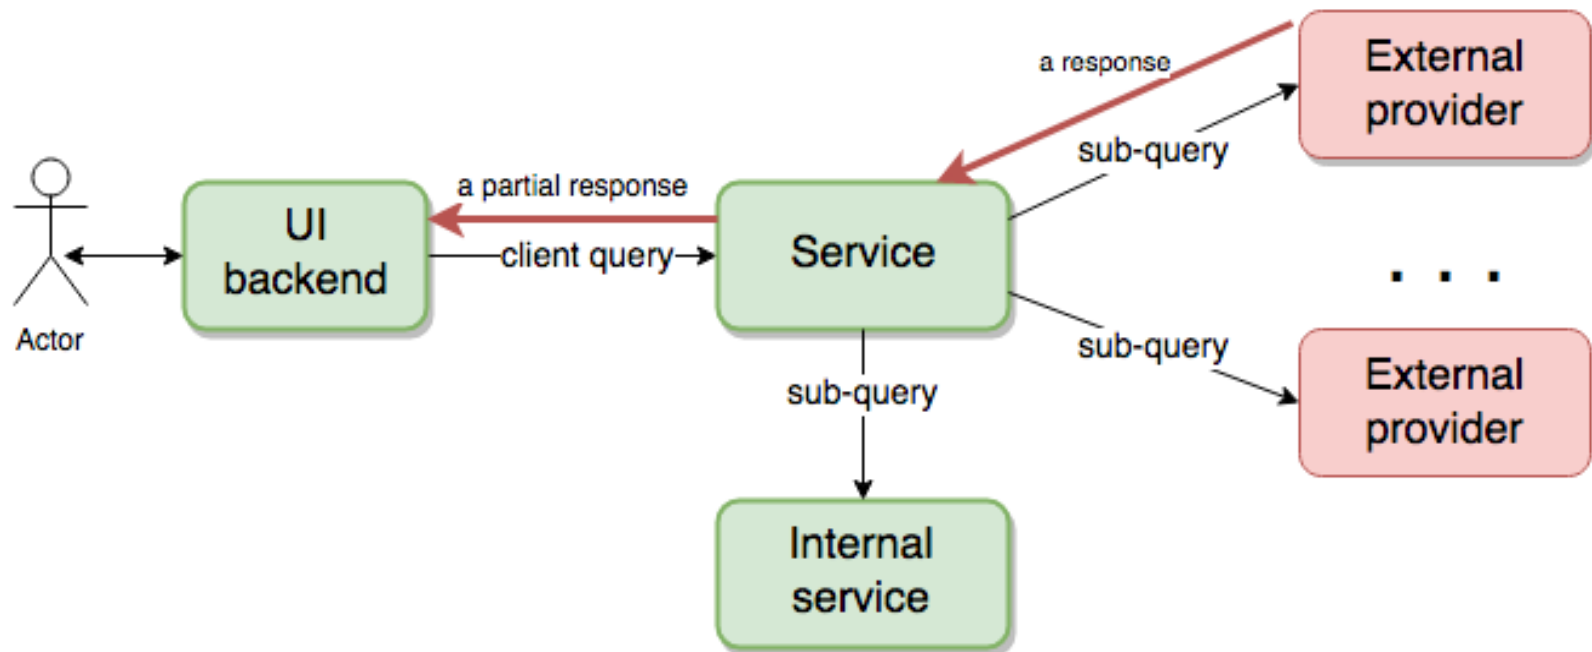 a response
External
provider
sub-query
a partial response
UI
backend
client query
Service
. . .
Actor
sub-query
sub-query
External
provider
Internal
service